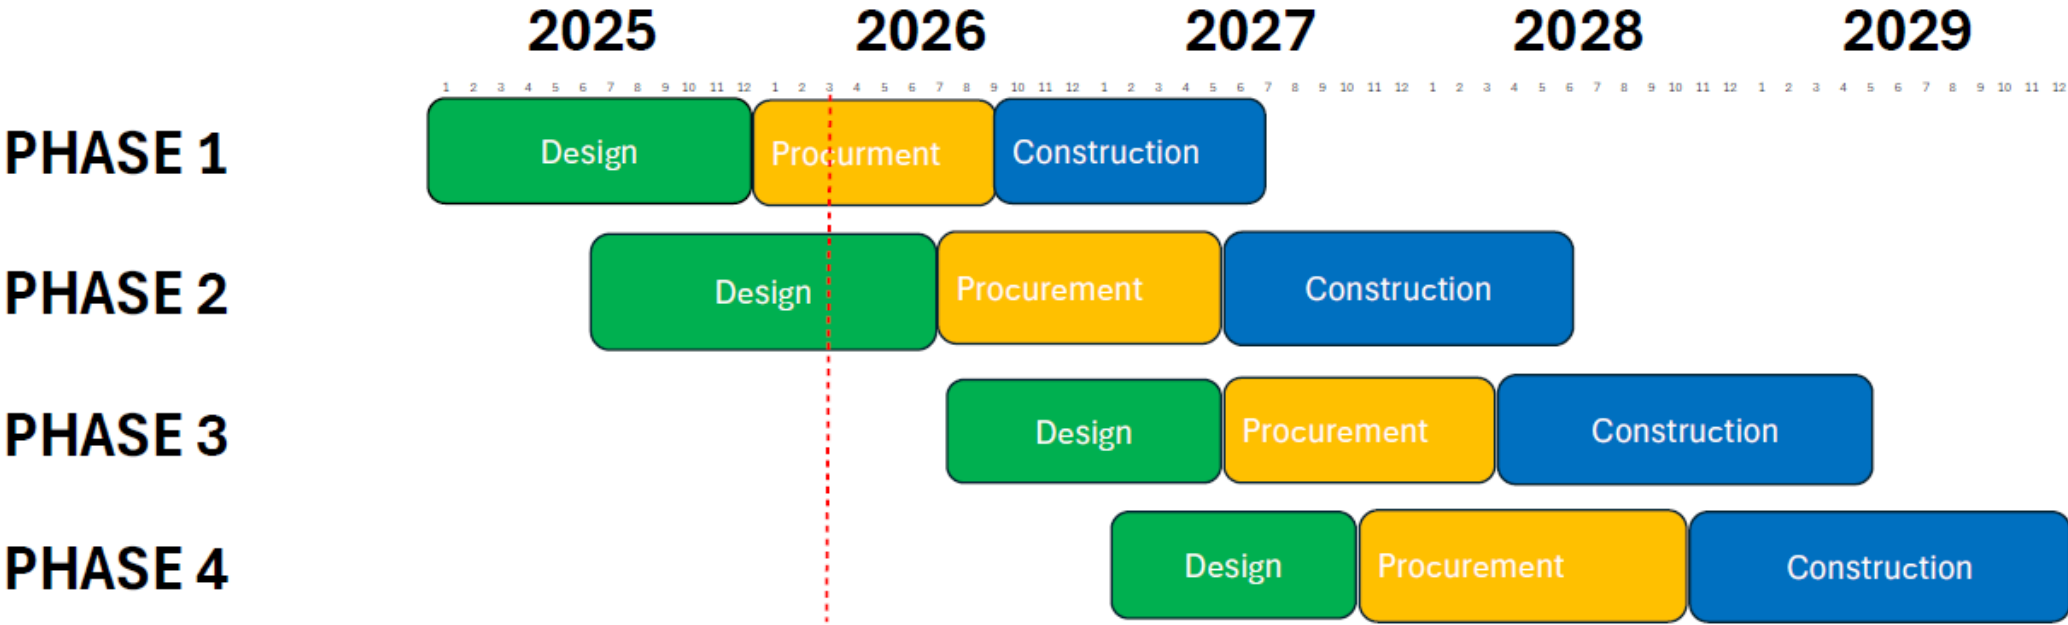 2025 2026 2027 2028 2029
1 2 3 4 5 6 7 8 9 10 11 12 1 2 3 4 5 6 7 8 9 10 11 12 1 2 3 4 5 6 7 8 9 10 11 12 1 2 3 4 5 6 7 8 9 10 11 12 1 2 3 4 5 6 7 8 9 10 11 12
PHASE 1 Design Procurment Construction
PHASE 2 Design Procurement Construction
PHASE 3 Design Procurement Construction
PHASE 4 Design Procurement Construction